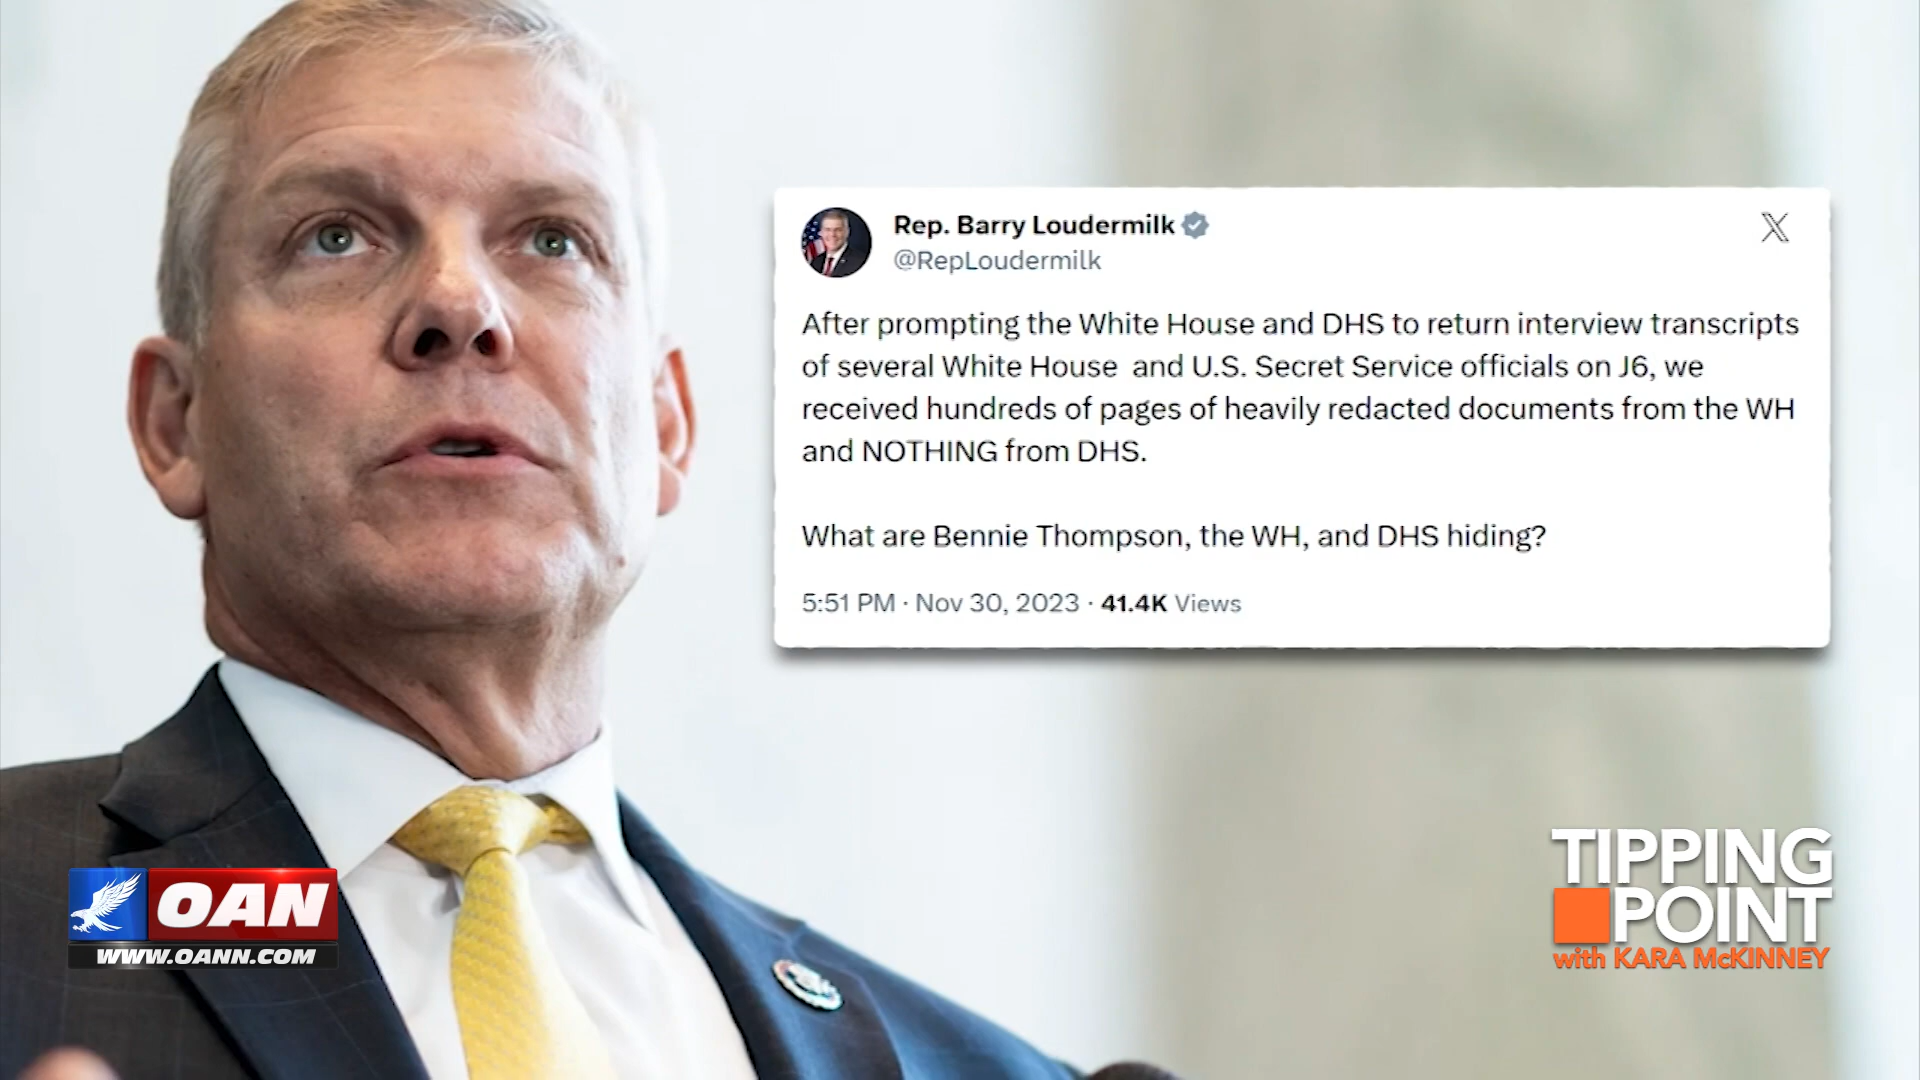 Rep. Barry Loudermilk
@RepLoudermilk
After prompting the White House and DHS to return interview transcripts
of several White House and U.S. Secret Service officials on J6, we
received hundreds of pages of heavily redacted documents from the WH
and NOTHING from DHS.
What are Bennie Thompson, the WH, and DHS hiding?
5:51 PM · Nov 30, 2023 · 41.4K Views
OAN
WWW.OANN.COM
TIPPING
POINT
with KARA McKINNEY